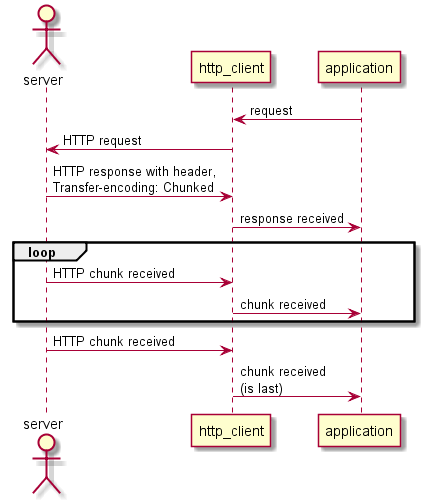 server
http_client
application
request
HTTP request
HTTP response with header,
Transfer-encoding: Chunked
response received
loop
HTTP chunk received
chunk received
HTTP chunk received
chunk received
(is last)
server
http_client
application